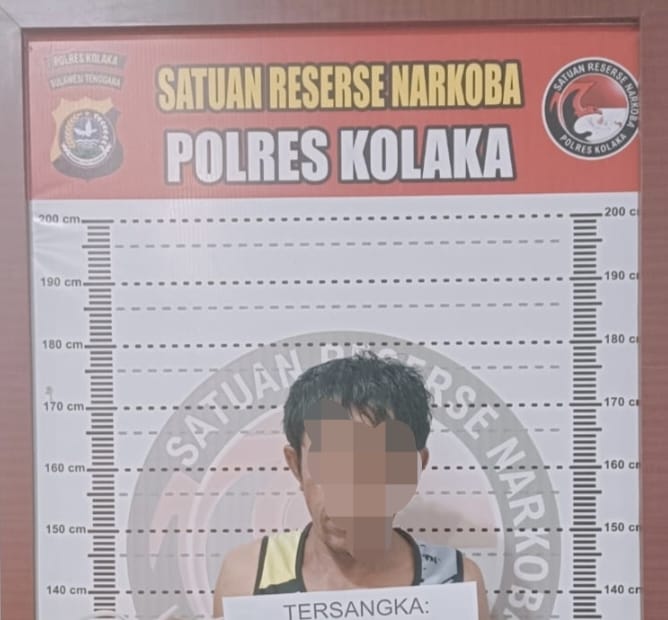 POLRES KOLAKA
SULAWESI TENGGARA
SATUAN RESERSE NARKOBA
POLRES KOLAKA
SATUAN RESERSE NARKOBA
POLRES KOLAKA
200 cm
200 c
190 cm
190 c
180 cm
180 c
170 cm
170 c
160 cm
160 c
150 cm
150 c
140 cm
140 c
SATUAN RESERSE NARKOBA
TERSANGKA: